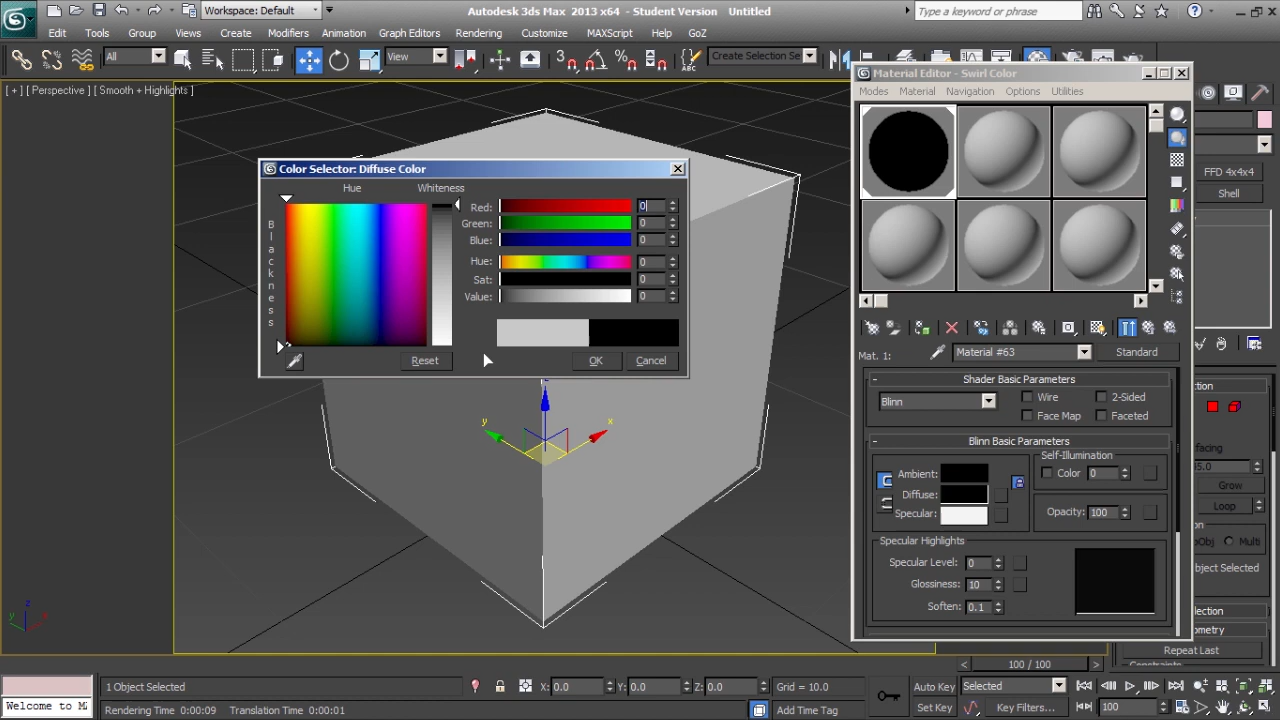 Workspace: Default
Autodesk 3ds Max 2013 x64 - Student Version Untitled
Type a keyword or phrase
Edit Tools Group Views Create Modifiers Animation Graph Editors Rendering Customize MAXScript Help GoZ
All
View
3
Create Selection Se
[ + ] [ Perspective ] [ Smooth + Highlights ]
Color Selector: Diffuse Color
Hue
Whiteness
Blackness
Red: 0
Green: 0
Blue: 0
Hue: 0
Sat: 0
Value: 0
Reset
OK
Cancel
y
x
Material Editor - Swirl Color
Modes Material Navigation Options Utilities
Mat. 1:
Material #63
Standard
- Shader Basic Parameters
Blinn
Wire
2-Sided
Face Map
Faceted
- Blinn Basic Parameters
Ambient:
Diffuse:
Specular:
Self-Illumination
Color 0
Opacity: 100
Specular Highlights
Specular Level: 0
Glossiness: 10
Soften: 0.1
FFD 4x4x4
Shell
Grow
Loop
Multi
bject Selected
Repeat Last
z
y
x
< 100 / 100 >
1 Object Selected
X: 0.0
Y: 0.0
Z: 0.0
Grid = 10.0
Auto Key
Selected
Welcome to M
Rendering Time 0:00:09
Translation Time 0:00:01
Add Time Tag
Set Key
Key Filters...
100